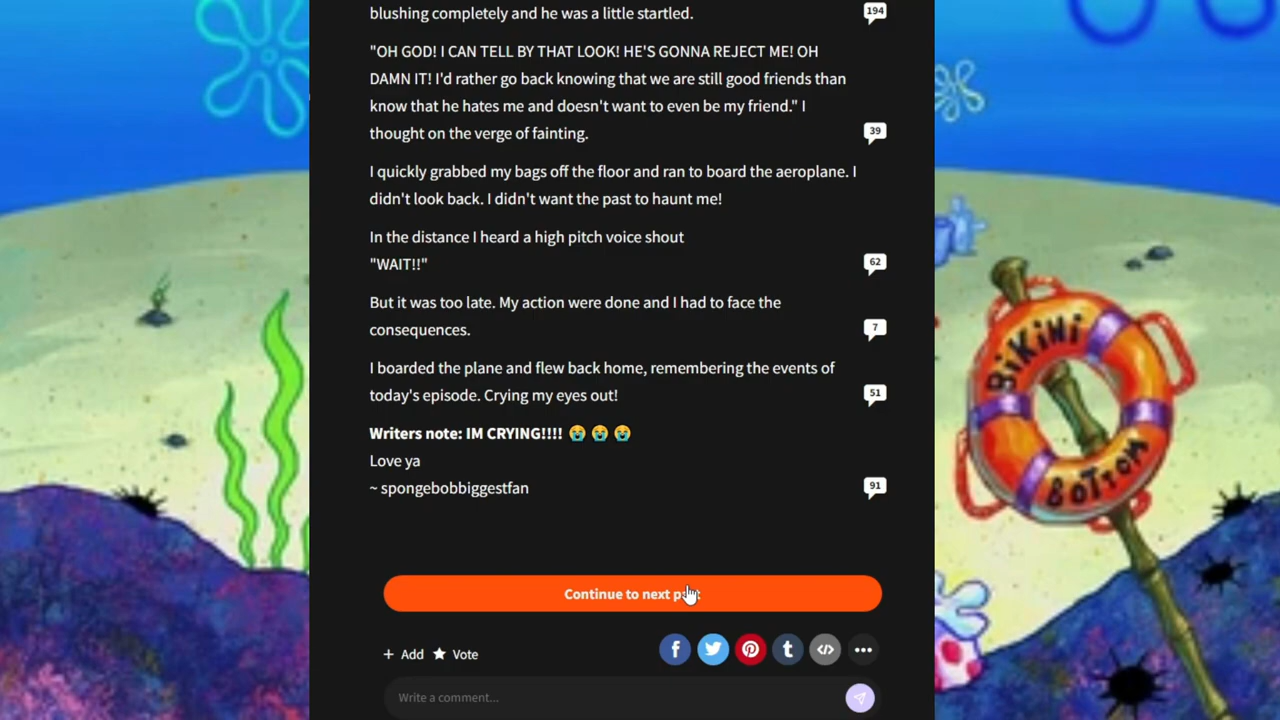 blushing completely and he was a little startled.
194
"OH GOD! I CAN TELL BY THAT LOOK! HE'S GONNA REJECT ME! OH
DAMN IT! I'd rather go back knowing that we are still good friends than
know that he hates me and doesn't want to even be my friend." I
thought on the verge of fainting.
39
I quickly grabbed my bags off the floor and ran to board the aeroplane. I
didn't look back. I didn't want the past to haunt me!
In the distance I heard a high pitch voice shout
"WAIT!!"
62
But it was too late. My action were done and I had to face the
consequences.
7
I boarded the plane and flew back home, remembering the events of
today's episode. Crying my eyes out!
51
Writers note: IM CRYING!!!! 😭 😭 😭
Love ya
~ spongebobbiggestfan
91
Continue to next
+ Add ★ Vote
Write a comment...
BIKINI
BOTTOM